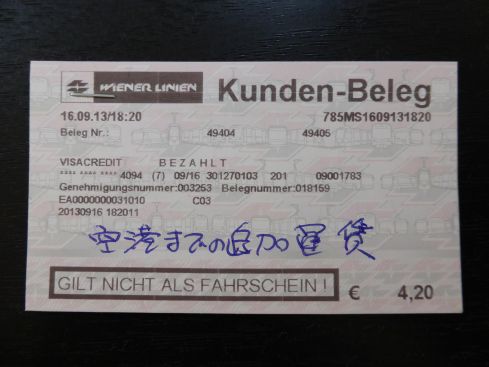 WIENER LINIEN Kunden-Beleg
16.09.13/18:20 785MS1609131820
Beleg Nr.: 49404 49405
VISACREDIT BEZAHLT
**** **** **** 4094 (7) 09/16 301270103 201 09001783
Genehmigungsnummer:003253 Belegnummer:018159
EA0000000031010 C03
20130916 182011
空港までの追加運賃
GILT NICHT ALS FAHRSCHEIN ! € 4,20